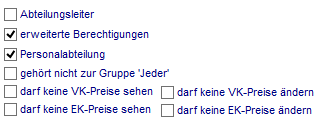 Abteilungsleiter
erweiterte Berechtigungen
Personalabteilung
gehört nicht zur Gruppe 'Jeder'
darf keine VK-Preise sehen darf keine VK-Preise ändern
darf keine EK-Preise sehen darf keine EK-Preise ändern